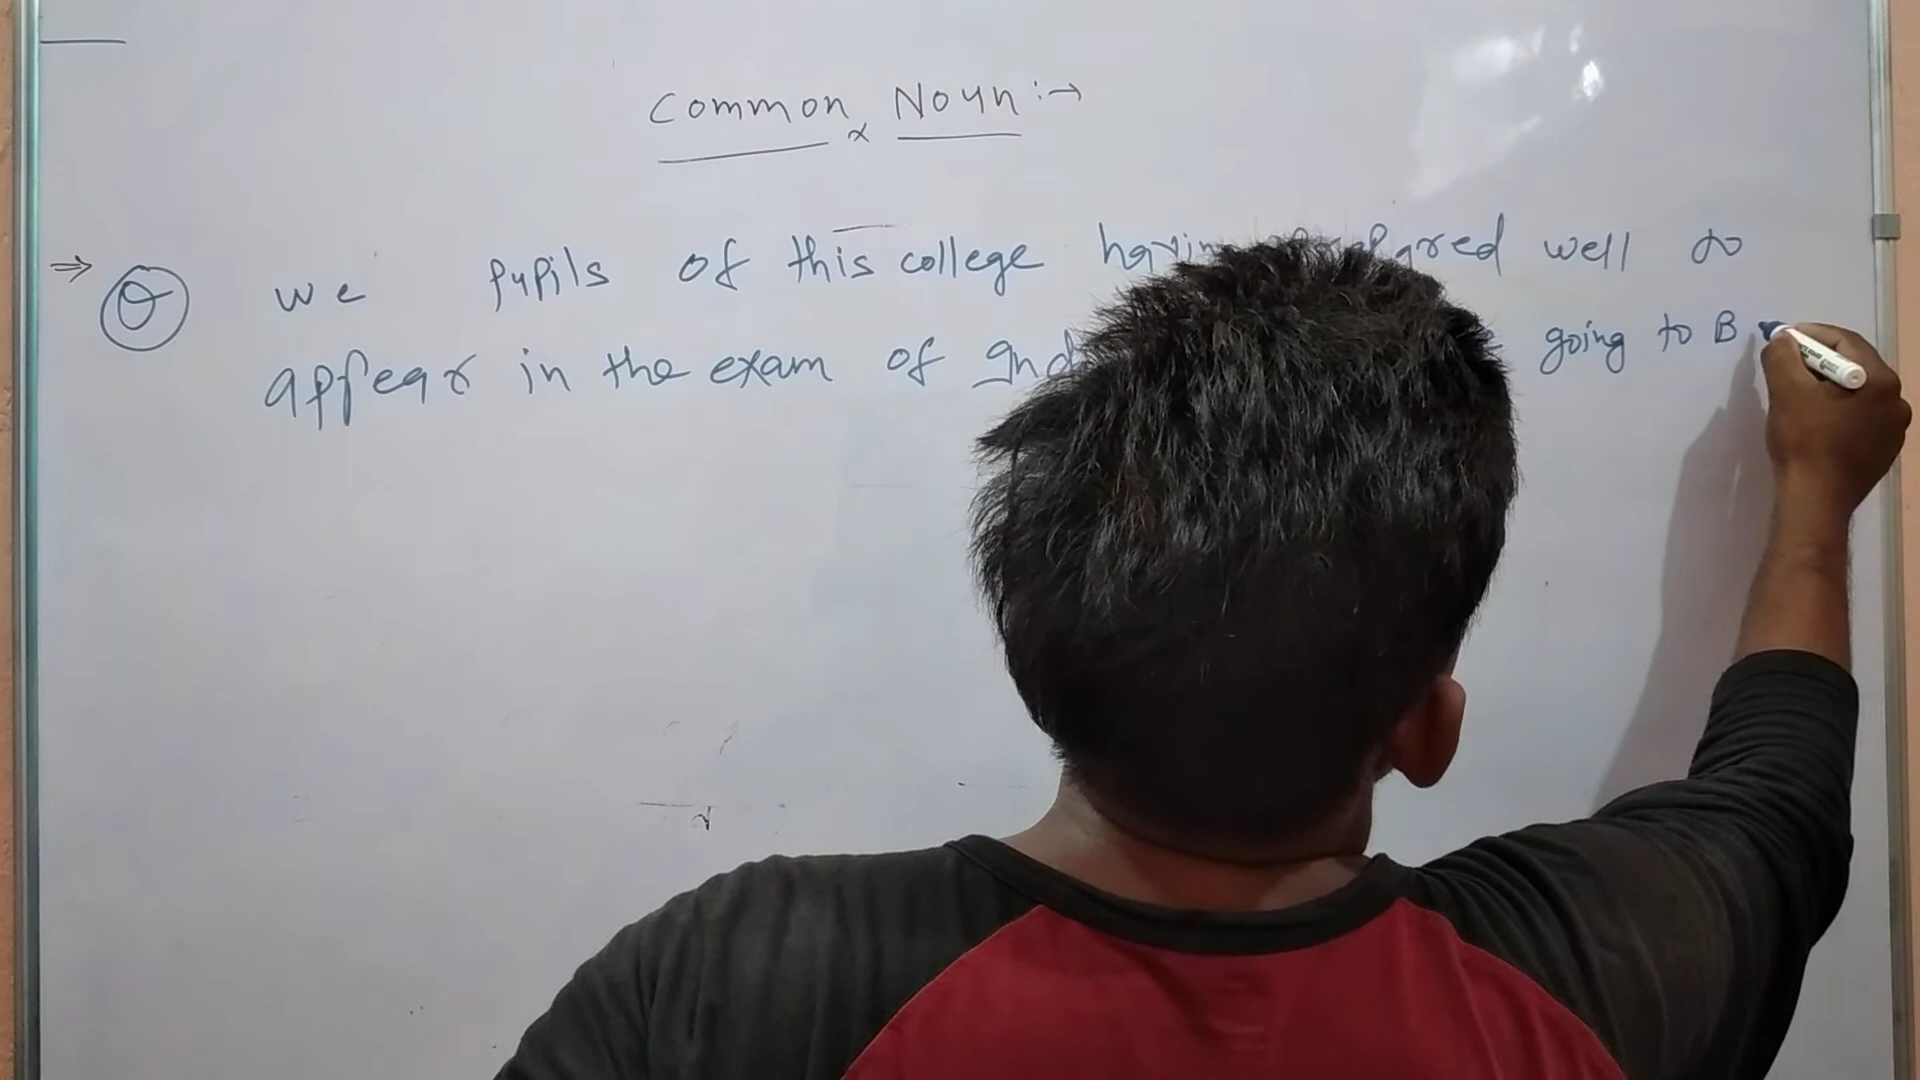 Common Noun :→
⇒ Q we pupils of this college well to
appear in the exam of going to B